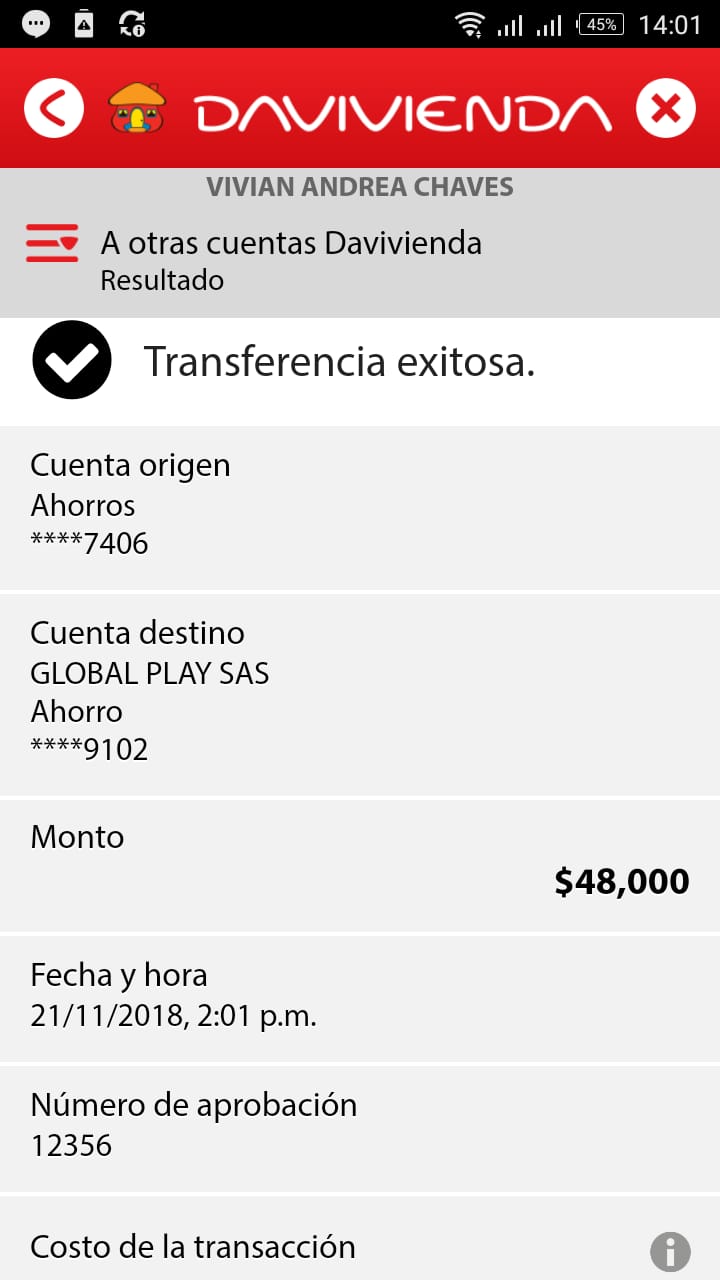 45% 14:01
DAVIVIENDA
VIVIAN ANDREA CHAVES
A otras cuentas Davivienda
Resultado
Transferencia exitosa.
Cuenta origen
Ahorros
****7406
Cuenta destino
GLOBAL PLAY SAS
Ahorro
****9102
Monto
$48,000
Fecha y hora
21/11/2018, 2:01 p.m.
Número de aprobación
12356
Costo de la transacción